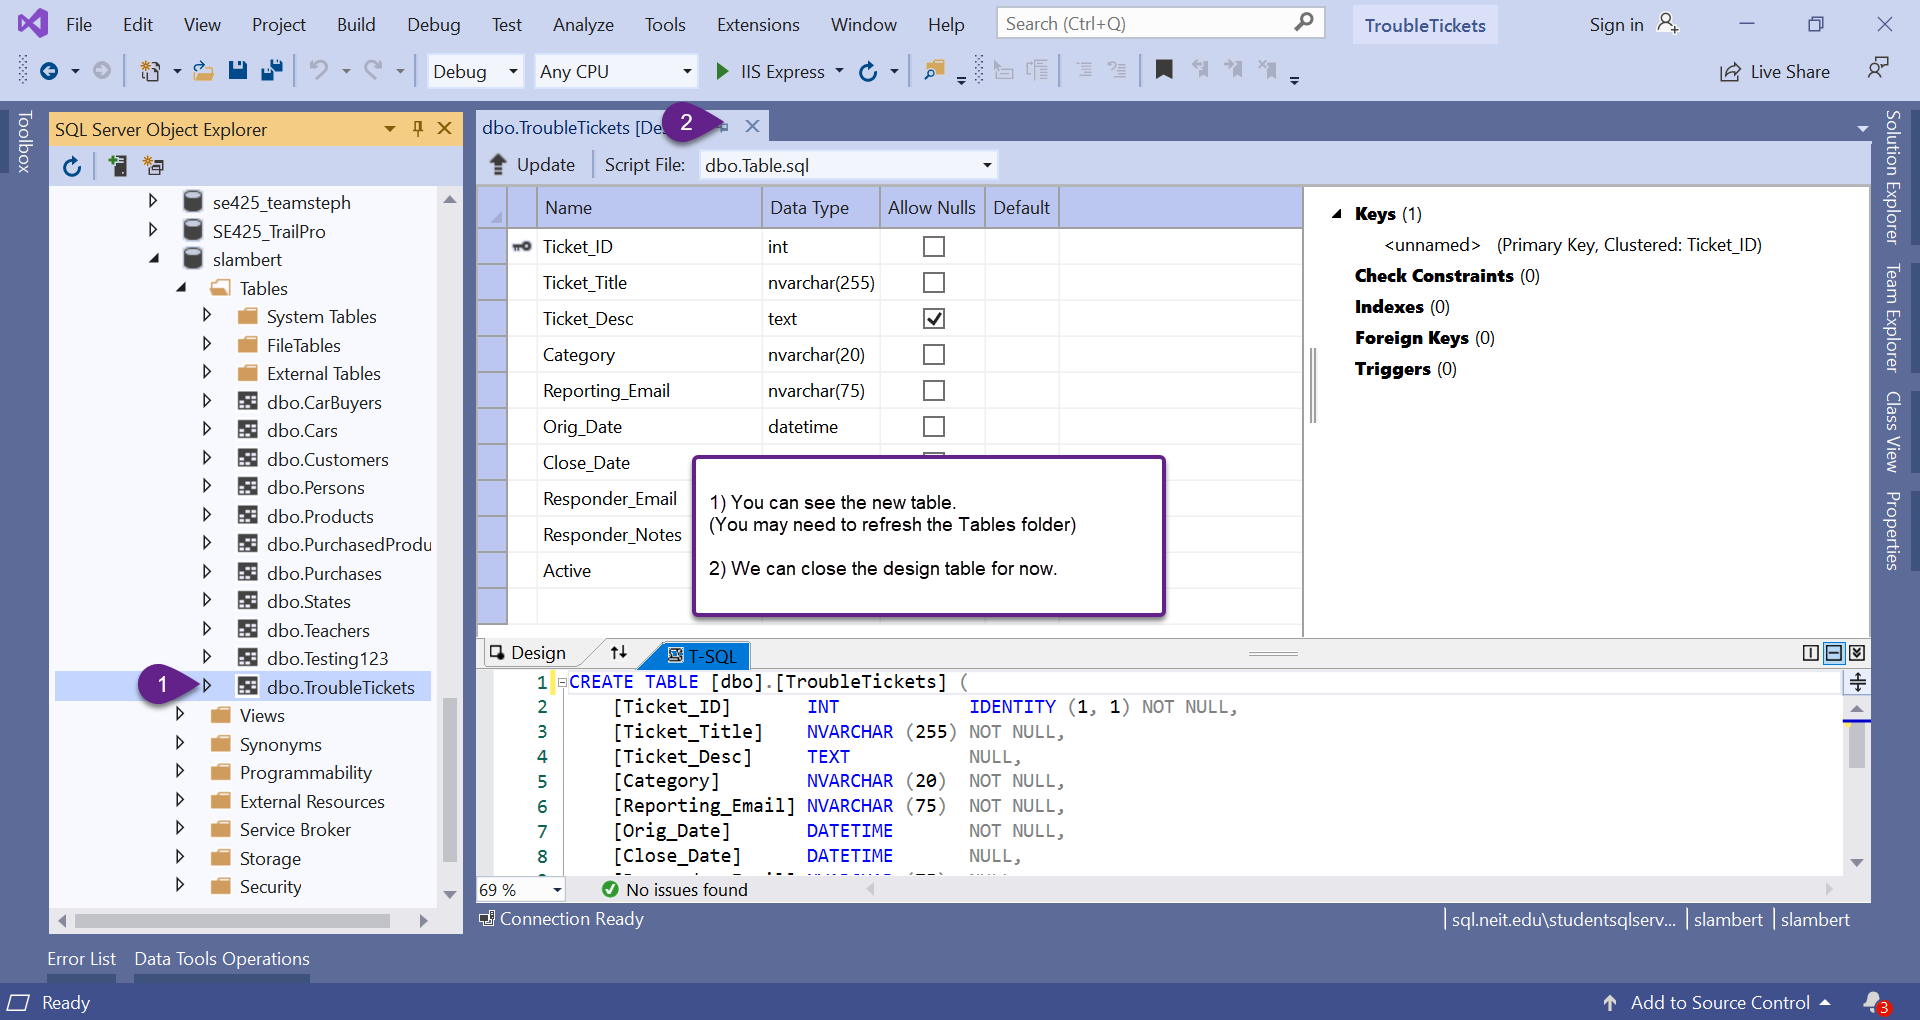 File Edit View Project Build Debug Test Analyze Tools Extensions Window Help Search (Ctrl+Q) TroubleTickets Sign in
Debug Any CPU IIS Express Live Share
Toolbox
SQL Server Object Explorer
se425_teamsteph
SE425_TrailPro
slambert
Tables
System Tables
FileTables
External Tables
dbo.CarBuyers
dbo.Cars
dbo.Customers
dbo.Persons
dbo.Products
dbo.PurchasedProdu
dbo.Purchases
dbo.States
dbo.Teachers
dbo.Testing123
1
dbo.TroubleTickets
Views
Synonyms
Programmability
External Resources
Service Broker
Storage
Security
dbo.TroubleTickets [De
2
Update Script File: dbo.Table.sql
Name Data Type Allow Nulls Default
Ticket_ID int
Ticket_Title nvarchar(255)
Ticket_Desc text
Category nvarchar(20)
Reporting_Email nvarchar(75)
Orig_Date datetime
Close_Date
Responder_Email
Responder_Notes
Active
1) You can see the new table.
(You may need to refresh the Tables folder)
2) We can close the design table for now.
Keys (1)
<unnamed> (Primary Key, Clustered: Ticket_ID)
Check Constraints (0)
Indexes (0)
Foreign Keys (0)
Triggers (0)
Solution Explorer
Team Explorer
Class View
Properties
Design T-SQL
1 CREATE TABLE [dbo].[TroubleTickets] (
2 [Ticket_ID] INT IDENTITY (1, 1) NOT NULL,
3 [Ticket_Title] NVARCHAR (255) NOT NULL,
4 [Ticket_Desc] TEXT NULL,
5 [Category] NVARCHAR (20) NOT NULL,
6 [Reporting_Email] NVARCHAR (75) NOT NULL,
7 [Orig_Date] DATETIME NOT NULL,
8 [Close_Date] DATETIME NULL,
69 % No issues found
Connection Ready sql.neit.edu\studentsqlserv... slambert slambert
Error List Data Tools Operations
Ready Add to Source Control 3